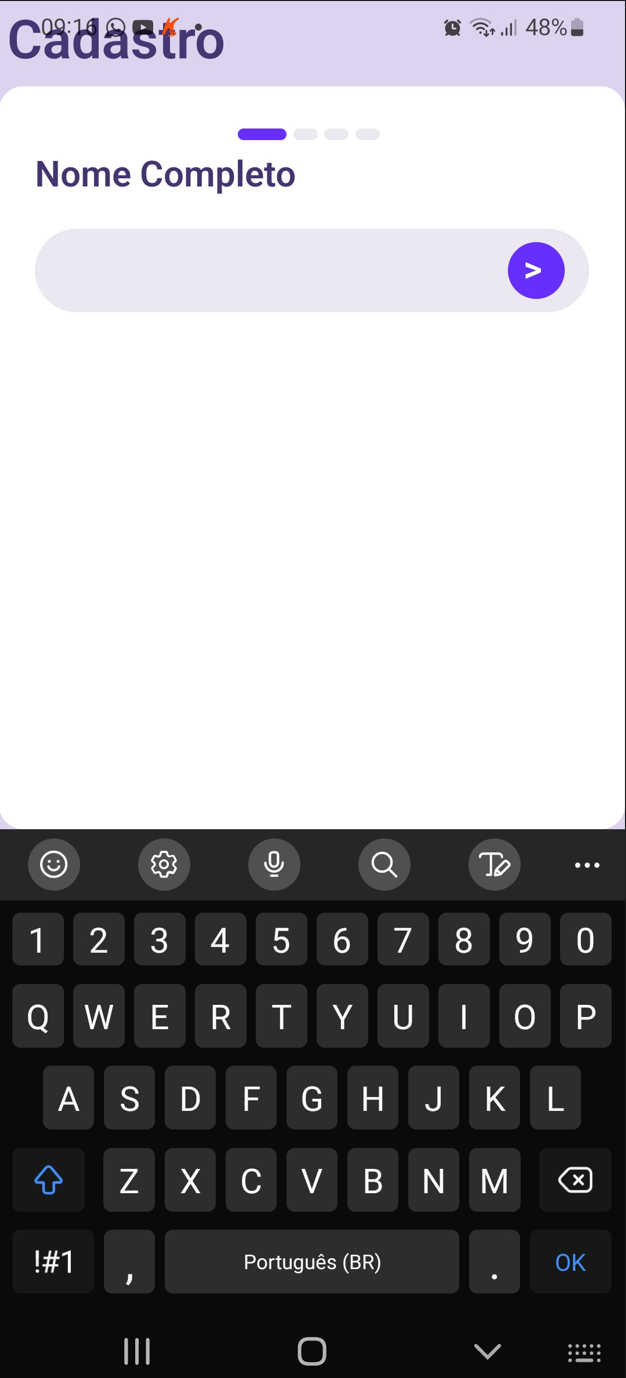 09:16 48%
Cadastro
Nome Completo
>
1 2 3 4 5 6 7 8 9 0
Q W E R T Y U I O P
A S D F G H J K L
Z X C V B N M
!#1 , Português (BR) . OK